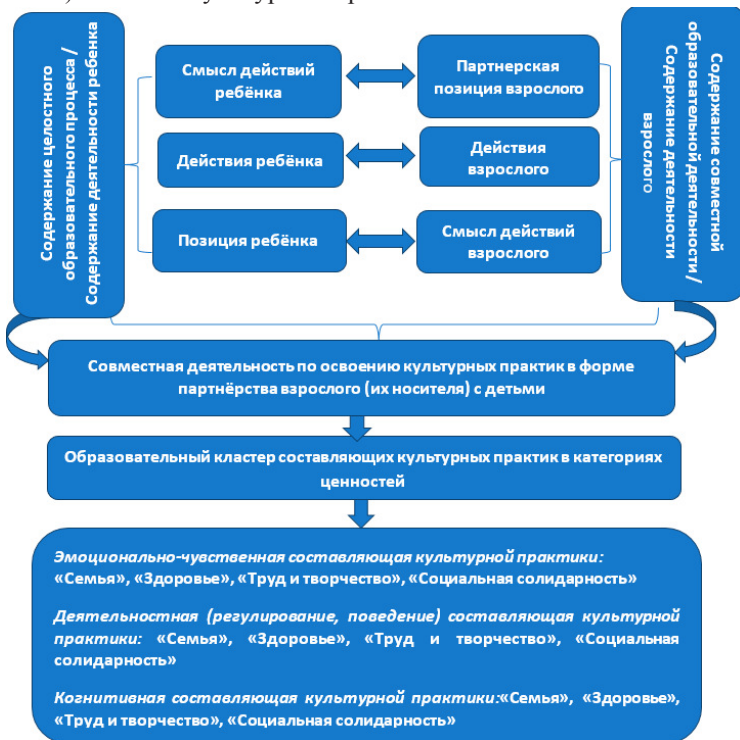 Содержание целостного
образовательного процесса /
Содержание деятельности ребенка
Смысл действий
ребёнка
Партнерская
позиция взрослого
Действия ребёнка
Действия
взрослого
Позиция ребёнка
Смысл действий
взрослого
Содержание совместной
образовательной деятельности /
Содержание деятельности
взрослого
Совместная деятельность по освоению культурных практик в форме
партнёрства взрослого (их носителя) с детьми
Образовательный кластер составляющих культурных практик в категориях
ценностей
Эмоционально-чувственная составляющая культурной практики:
«Семья», «Здоровье», «Труд и творчество», «Социальная солидарность»
Деятельностная (регулирование, поведение) составляющая культурной
практики: «Семья», «Здоровье», «Труд и творчество», «Социальная
солидарность»
Когнитивная составляющая культурной практики:«Семья», «Здоровье»,
«Труд и творчество», «Социальная солидарность»